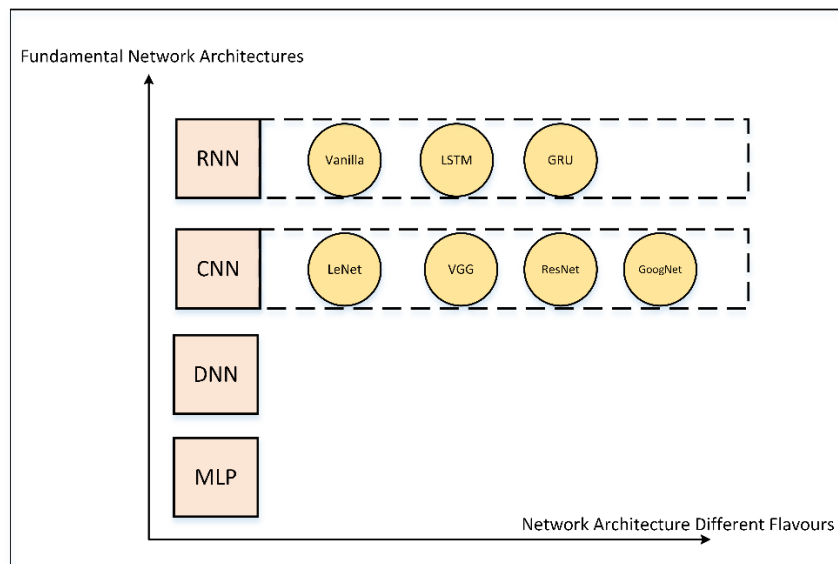 Fundamental Network Architectures
RNN
Vanilla
LSTM
GRU
CNN
LeNet
VGG
ResNet
GoogNet
DNN
MLP
Network Architecture Different Flavours